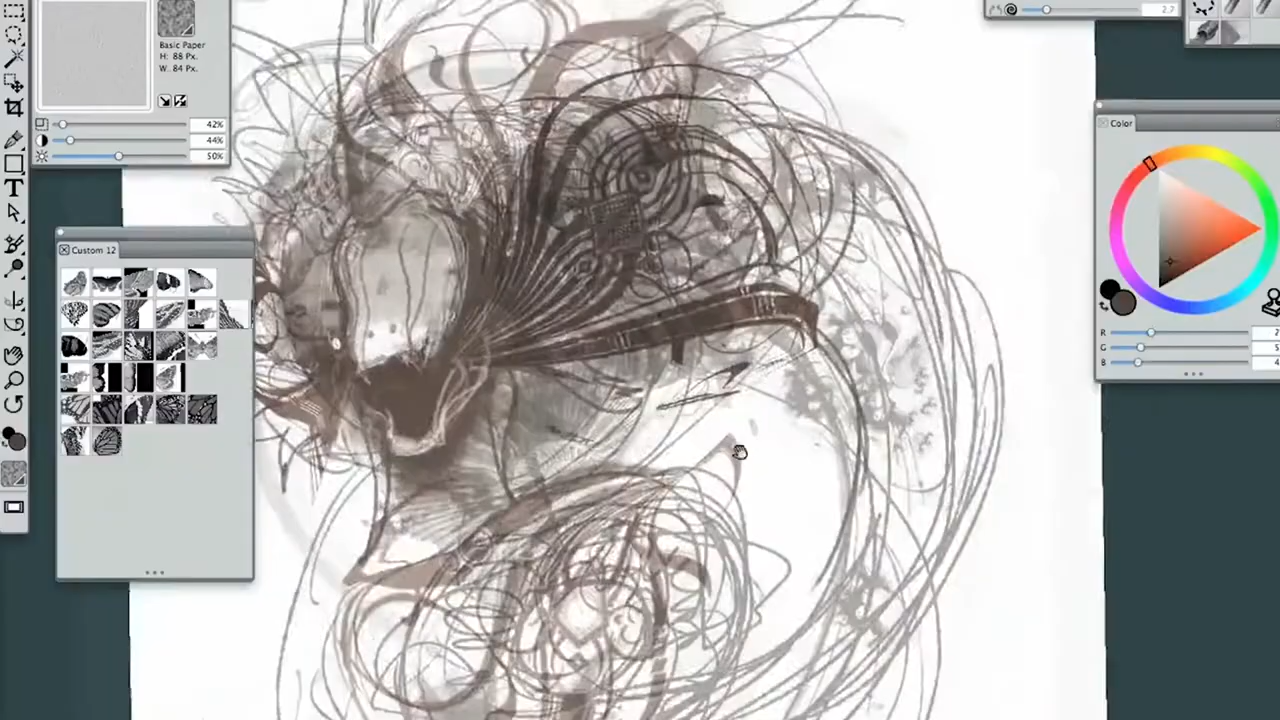 Basic Paper
H: 88 Px.
W: 84 Px.
42%
44%
50%
2.7
T
Custom 12
Color
R
G
B